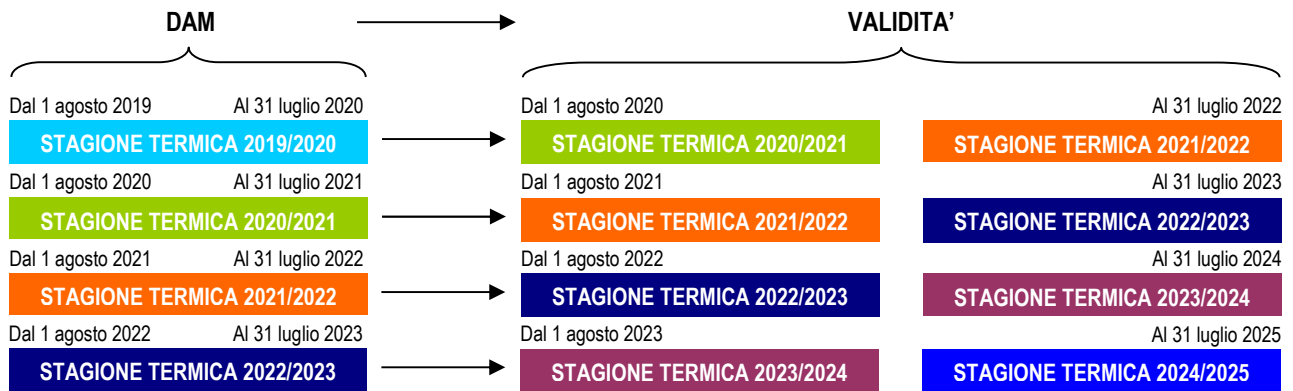 DAM VALIDITA’
Dal 1 agosto 2019 Al 31 luglio 2020 Dal 1 agosto 2020 Al 31 luglio 2022
STAGIONE TERMICA 2019/2020 STAGIONE TERMICA 2020/2021 STAGIONE TERMICA 2021/2022
Dal 1 agosto 2020 Al 31 luglio 2021 Dal 1 agosto 2021 Al 31 luglio 2023
STAGIONE TERMICA 2020/2021 STAGIONE TERMICA 2021/2022 STAGIONE TERMICA 2022/2023
Dal 1 agosto 2021 Al 31 luglio 2022 Dal 1 agosto 2022 Al 31 luglio 2024
STAGIONE TERMICA 2021/2022 STAGIONE TERMICA 2022/2023 STAGIONE TERMICA 2023/2024
Dal 1 agosto 2022 Al 31 luglio 2023 Dal 1 agosto 2023 Al 31 luglio 2025
STAGIONE TERMICA 2022/2023 STAGIONE TERMICA 2023/2024 STAGIONE TERMICA 2024/2025